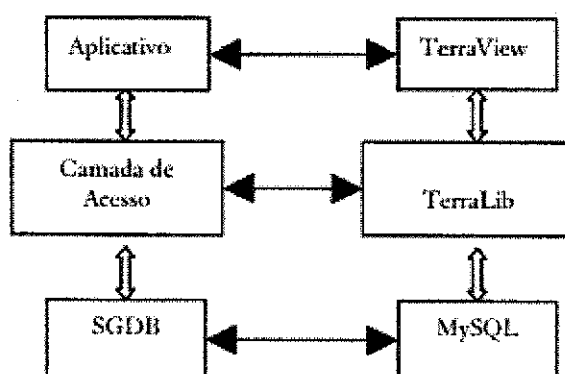 Aplicativo
TerraView
Camada de
Acesso
TerraLib
SGDB
MySQL